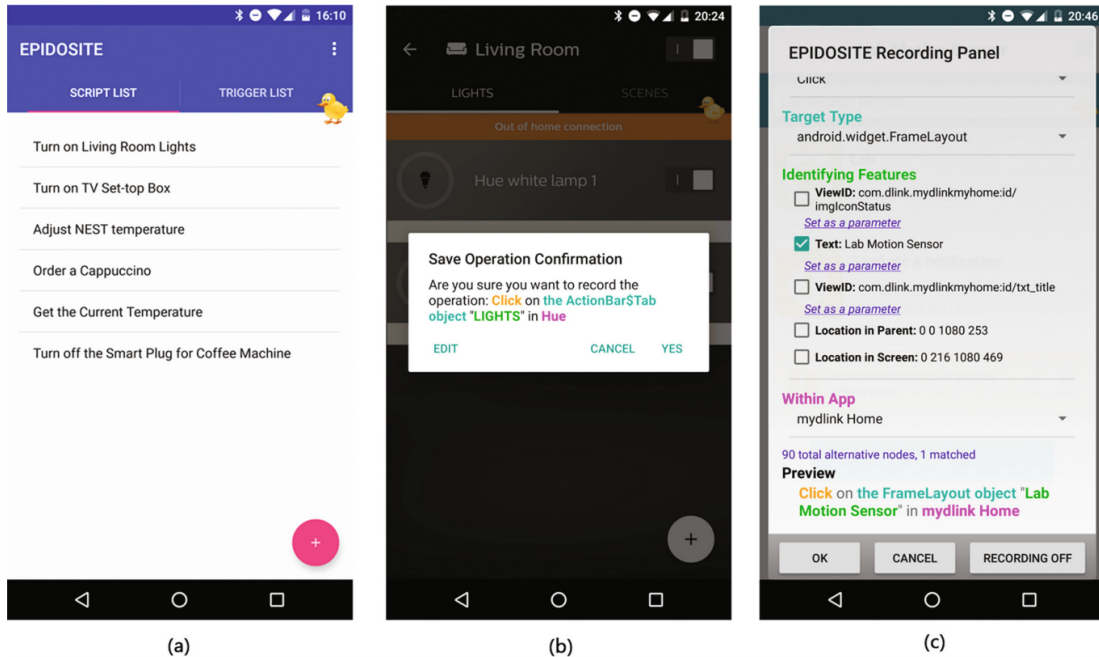 16:10
EPIDOSITE
SCRIPT LIST
TRIGGER LIST
Turn on Living Room Lights
Turn on TV Set-top Box
Adjust NEST temperature
Order a Cappuccino
Get the Current Temperature
Turn off the Smart Plug for Coffee Machine
+
(a)
20:24
Living Room
LIGHTS
SCENES
Out of home connection
Hue white lamp 1
Save Operation Confirmation
Are you sure you want to record the
operation: Click on the ActionBar$Tab
object "LIGHTS" in Hue
EDIT
CANCEL
YES
+
(b)
20:46
EPIDOSITE Recording Panel
Click
Target Type
android.widget.FrameLayout
Identifying Features
ViewID: com.dlink.mydlinkmyhome:id/
imgIconStatus
Set as a parameter
Text: Lab Motion Sensor
Set as a parameter
ViewID: com.dlink.mydlinkmyhome:id/txt_title
Set as a parameter
Location in Parent: 0 0 1080 253
Location in Screen: 0 216 1080 469
Within App
mydlink Home
90 total alternative nodes, 1 matched
Preview
Click on the FrameLayout object "Lab
Motion Sensor" in mydlink Home
OK
CANCEL
RECORDING OFF
(c)